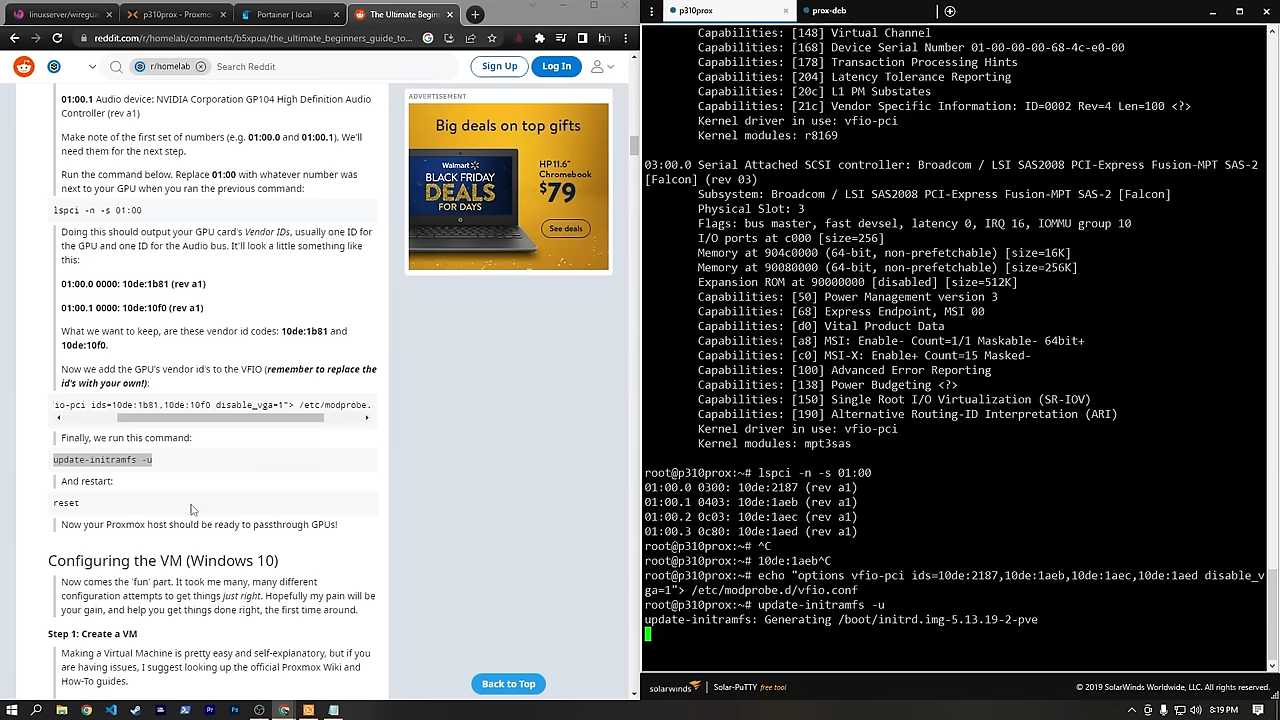 linuxserver/wiregua
p310prox - Proxmo
Portainer | local
The Ultimate Begin
reddit.com/r/homelab/comments/b5xpua/the_ultimate_beginners_guide_to...
r/homelab
Search Reddit
Sign Up
Log In
01:00.1 Audio device: NVIDIA Corporation GP104 High Definition Audio
Controller (rev a1)
Make note of the first set of numbers (e.g. 01:00.0 and 01:00.1). We'll
need them for the next step.
Run the command below. Replace 01:00 with whatever number was
next to your GPU when you ran the previous command:
lspci -n -s 01:00
Doing this should output your GPU card's Vendor IDs, usually one ID for
the GPU and one ID for the Audio bus. It'll look a little something like
this:
01:00.0 0000: 10de:1b81 (rev a1)
01:00.1 0000: 10de:10f0 (rev a1)
What we want to keep, are these vendor id codes: 10de:1b81 and
10de:10f0.
Now we add the GPU's vendor id's to the VFIO (remember to replace the
id's with your own!):
fio-pci ids=10de:1b81,10de:10f0 disable_vga=1"> /etc/modprobe.
Finally, we run this command:
update-initramfs -u
And restart:
reset
Now your Proxmox host should be ready to passthrough GPUs!
Configuring the VM (Windows 10)
Now comes the 'fun' part. It took me many, many different
configuration attempts to get things just right. Hopefully my pain will be
your gain, and help you get things done right, the first time around.
Step 1: Create a VM
Making a Virtual Machine is pretty easy and self-explanatory, but if you
are having issues, I suggest looking up the official Proxmox Wiki and
How-To guides.
ADVERTISEMENT
Big deals on top gifts
Walmart
BLACK FRIDAY
DEALS
FOR DAYS
HP 11.6"
Chromebook
$79
See deals
Back to Top
p310prox
prox-deb
Capabilities: [148] Virtual Channel
Capabilities: [168] Device Serial Number 01-00-00-00-68-4c-e0-00
Capabilities: [178] Transaction Processing Hints
Capabilities: [204] Latency Tolerance Reporting
Capabilities: [20c] L1 PM Substates
Capabilities: [21c] Vendor Specific Information: ID=0002 Rev=4 Len=100 <?>
Kernel driver in use: vfio-pci
Kernel modules: r8169
03:00.0 Serial Attached SCSI controller: Broadcom / LSI SAS2008 PCI-Express Fusion-MPT SAS-2
[Falcon] (rev 03)
Subsystem: Broadcom / LSI SAS2008 PCI-Express Fusion-MPT SAS-2 [Falcon]
Physical Slot: 3
Flags: bus master, fast devsel, latency 0, IRQ 16, IOMMU group 10
I/O ports at c000 [size=256]
Memory at 904c0000 (64-bit, non-prefetchable) [size=16K]
Memory at 90080000 (64-bit, non-prefetchable) [size=256K]
Expansion ROM at 90000000 [disabled] [size=512K]
Capabilities: [50] Power Management version 3
Capabilities: [68] Express Endpoint, MSI 00
Capabilities: [d0] Vital Product Data
Capabilities: [a8] MSI: Enable- Count=1/1 Maskable- 64bit+
Capabilities: [c0] MSI-X: Enable+ Count=15 Masked-
Capabilities: [100] Advanced Error Reporting
Capabilities: [138] Power Budgeting <?>
Capabilities: [150] Single Root I/O Virtualization (SR-IOV)
Capabilities: [190] Alternative Routing-ID Interpretation (ARI)
Kernel driver in use: vfio-pci
Kernel modules: mpt3sas
root@p310prox:~# lspci -n -s 01:00
01:00.0 0300: 10de:2187 (rev a1)
01:00.1 0403: 10de:1aeb (rev a1)
01:00.2 0c03: 10de:1aec (rev a1)
01:00.3 0c80: 10de:1aed (rev a1)
root@p310prox:~# ^C
root@p310prox:~# 10de:1aeb^C
root@p310prox:~# echo "options vfio-pci ids=10de:2187,10de:1aeb,10de:1aec,10de:1aed disable_v
ga=1"> /etc/modprobe.d/vfio.conf
root@p310prox:~# update-initramfs -u
update-initramfs: Generating /boot/initrd.img-5.13.19-2-pve
solarwinds
Solar-PuTTY free tool
© 2019 SolarWinds Worldwide, LLC. All rights reserved.
8:19 PM